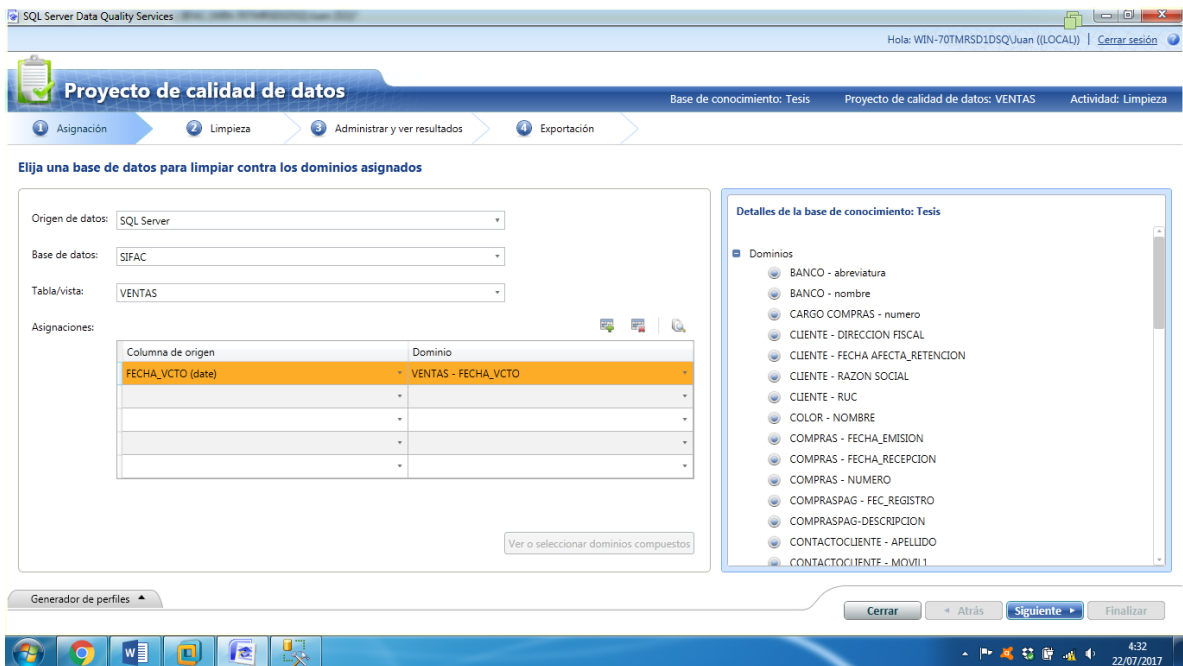 SQL Server Data Quality Services
Hola: WIN-70TMRSD1DSQ\Juan ((LOCAL)) | Cerrar sesión
Proyecto de calidad de datos
Base de conocimiento: Tesis Proyecto de calidad de datos: VENTAS Actividad: Limpieza
1 Asignación 2 Limpieza 3 Administrar y ver resultados 4 Exportación
Elija una base de datos para limpiar contra los dominios asignados
Origen de datos: SQL Server
Base de datos: SIFAC
Tabla/vista: VENTAS
Asignaciones:
Columna de origen Dominio
FECHA_VCTO (date) VENTAS - FECHA_VCTO
Ver o seleccionar dominios compuestos
Detalles de la base de conocimiento: Tesis
Dominios
BANCO - abreviatura
BANCO - nombre
CARGO COMPRAS - numero
CLIENTE - DIRECCION FISCAL
CLIENTE - FECHA AFECTA_RETENCION
CLIENTE - RAZON SOCIAL
CLIENTE - RUC
COLOR - NOMBRE
COMPRAS - FECHA_EMISION
COMPRAS - FECHA_RECEPCION
COMPRAS - NUMERO
COMPRASPAG - FEC_REGISTRO
COMPRASPAG-DESCRIPCION
CONTACTOCLIENTE - APELLIDO
CONTACTOCLIENTE - MOVIL1
Generador de perfiles
Cerrar Atrás Siguiente Finalizar
4:32
22/07/2017